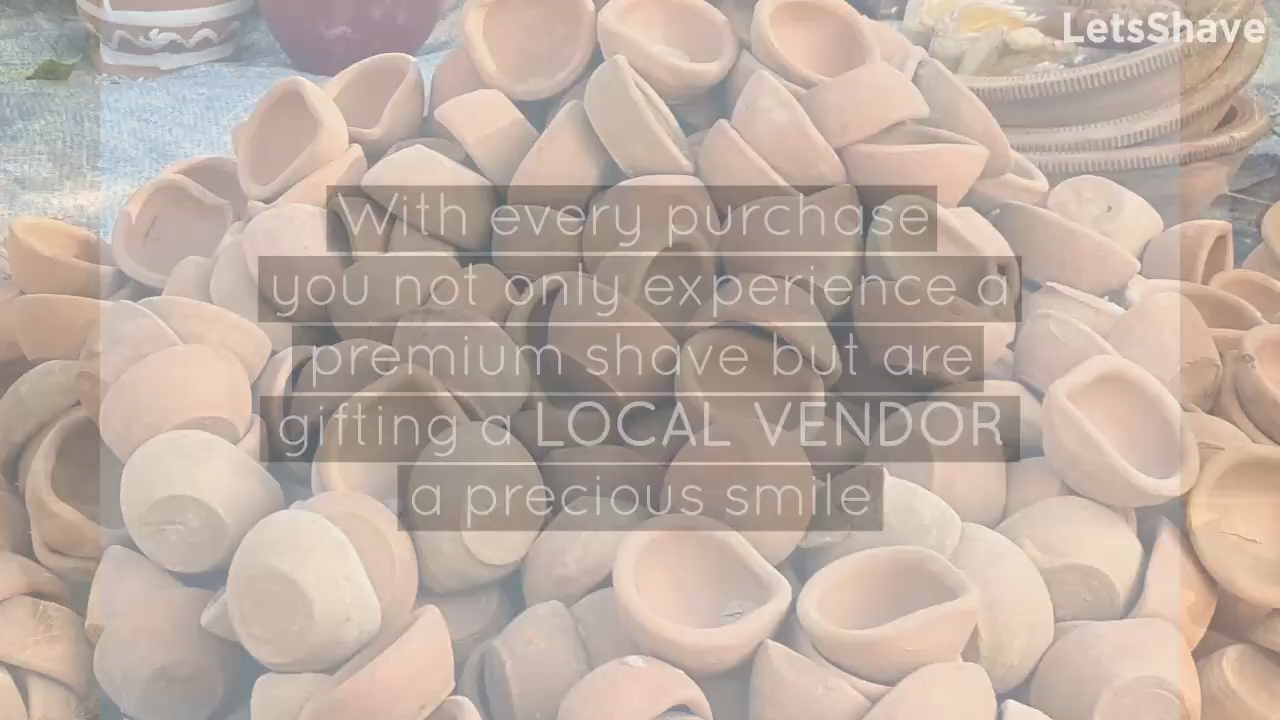 LetsShave
With every purchase
you not only experience a
premium shave but are
gifting a LOCAL VENDOR
a precious smile